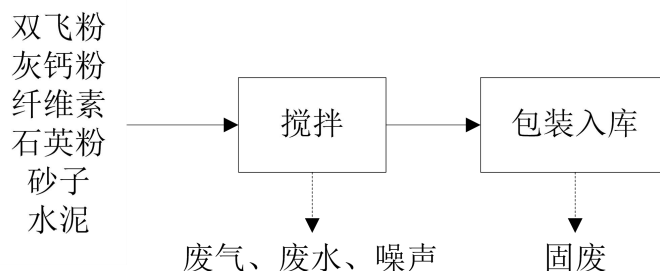 双飞粉
灰钙粉
纤维素
石英粉
砂子
水泥
搅拌
包装入库
废气、废水、噪声
固废